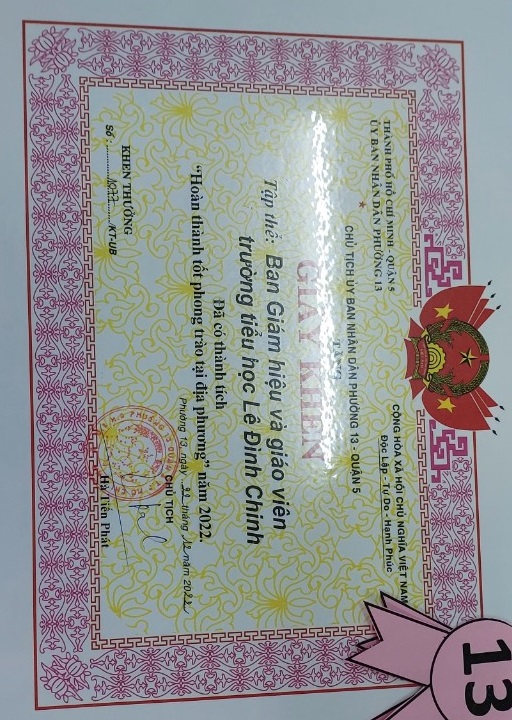 THÀNH PHỐ HỒ CHÍ MINH - QUẬN 5
ỦY BAN NHÂN DÂN PHƯỜNG 13
CỘNG HÒA XÃ HỘI CHỦ NGHĨA VIỆT NAM
Độc Lập - Tự Do - Hạnh Phúc
CHỦ TỊCH ỦY BAN NHÂN DÂN PHƯỜNG 13 - QUẬN 5
TẶNG
GIẤY KHEN
Tập thể: Ban Giám hiệu và giáo viên
trường tiểu học Lê Đình Chinh
Đã có thành tích
"Hoàn thành tốt phong trào tại địa phương" năm 2022.
Phường 13, ngày 22 tháng 12 năm 2022
KHEN THƯỞNG
Số : 1077 /KT-UB
CHỦ TỊCH
Hà Tiên Phát
13